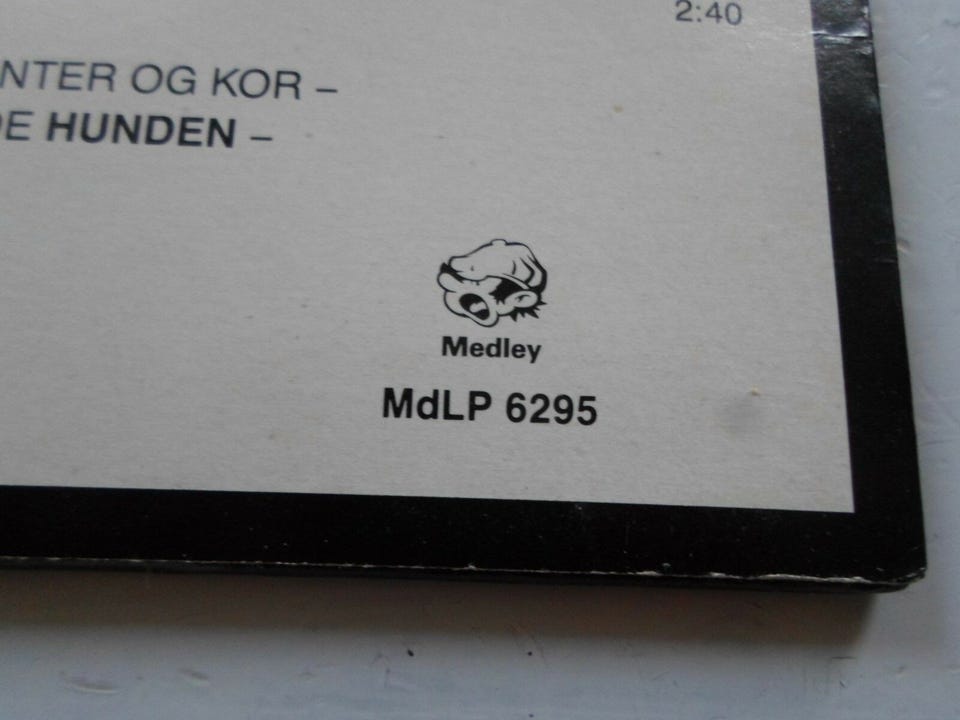 2:40
NTER OG KOR –
DE HUNDEN –
Medley
MdLP 6295